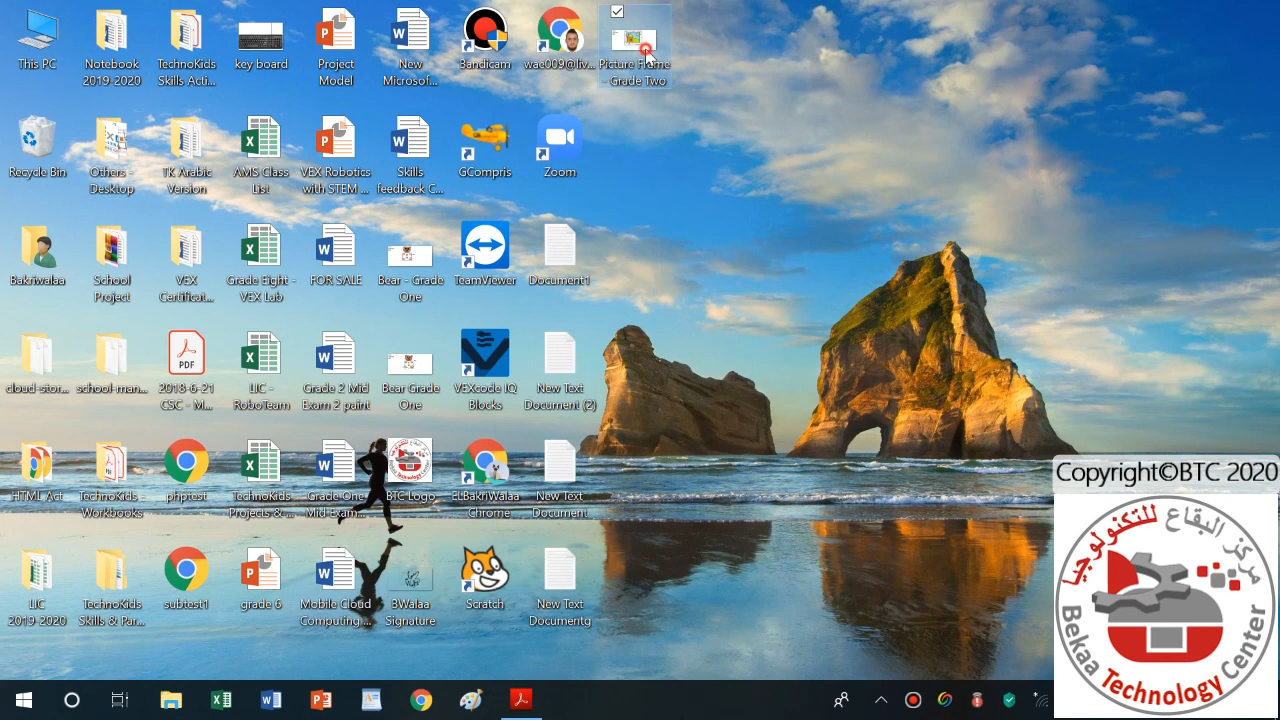 This PC
Notebook
2019-2020
TechnoKids
Skills Acti...
key board
Project
Model
New
Microsof...
Bandicam
wae009@liv...
Picture Frame
- Grade Two
Recycle Bin
Others -
Desktop
TK Arabic
Version
AMS Class
List
VEX Robotics
with STEM ...
Skills
feedback C...
GCompris
Zoom
Bakriwalaa
School
Project
VEX
Certificat...
Grade Eight -
VEX Lab
FOR SALE
Bear - Grade
One
TeamViewer
Document1
cloud-stor...
school-man...
PDF
2018-6-21
CSC - M...
LIC -
RoboTeam
Grade 2 Mid
Exam 2 paint
Bear Grade
One
VEXcode IQ
Blocks
New Text
Document (2)
HTML Act
TechnoKids -
Workbooks
phptest
TechnoKids
Projects & ...
Grade One
Mid Exam...
BTC Logo
ELBakriWalaa
Chrome
New Text
Document
LIC
2019-2020
TechnoKids
Skills & Par...
subtest1
grade 6
Mobile Cloud
Computing ...
BWalaa
Signature
Scratch
New Text
Documentg
Copyright©BTC 2020
مركز البقاع للتكنولوجيا
Bekaa Technology Center